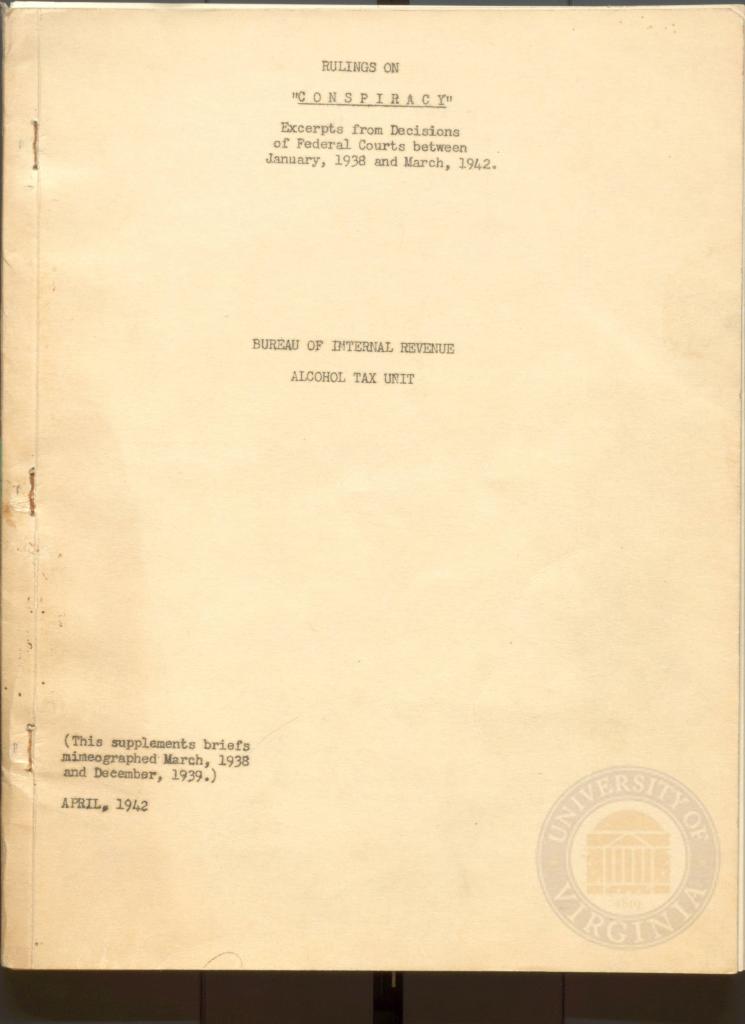 RULINGS ON
"C O N S P I R A C Y"
Excerpts from Decisions
of Federal Courts between
January, 1938 and March, 1942.
BUREAU OF INTERNAL REVENUE
ALCOHOL TAX UNIT
(This supplements briefs
mimeographed March, 1938
and December, 1939.)
APRIL, 1942
UNIVERSITY OF
VIRGINIA
1819